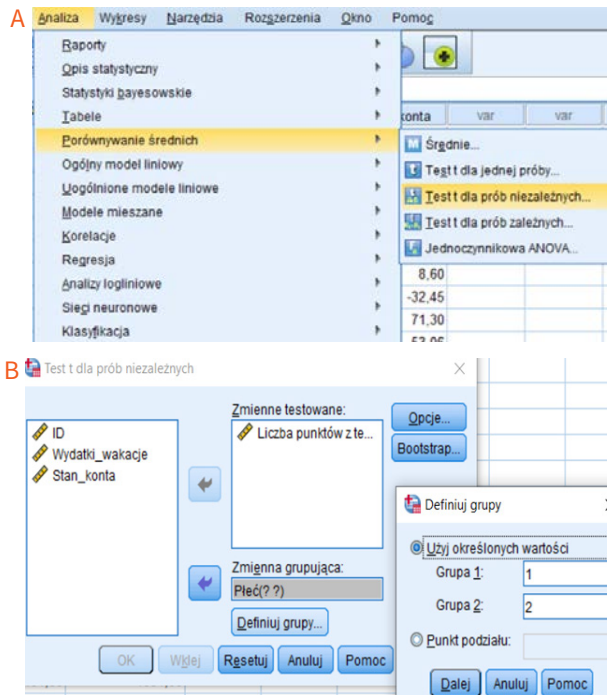 A
Analiza Wykresy Narzędzia Rozszerzenia Okno Pomoc
Raporty
Opis statystyczny
Statystyki bayesowskie
Tabele
Porównywanie średnich
Ogólny model liniowy
Uogólnione modele liniowe
Modele mieszane
Korelacje
Regresja
Analizy logliniowe
Sieci neuronowe
Klasyfikacja
konta var var
Średnie...
Test t dla jednej próby...
Test t dla prób niezależnych...
Test t dla prób zależnych...
Jednoczynnikowa ANOVA...
8,60
-32,45
71,30
B
Test t dla prób niezależnych
ID
Wydatki_wakacje
Stan_konta
Zmienne testowane:
Liczba punktów z te...
Zmienna grupująca:
Płeć(? ?)
Definiuj grupy...
Opcje...
Bootstrap...
OK Wklej Resetuj Anuluj Pomoc
Definiuj grupy
Użyj określonych wartości
Grupa 1: 1
Grupa 2: 2
Punkt podziału:
Dalej Anuluj Pomoc